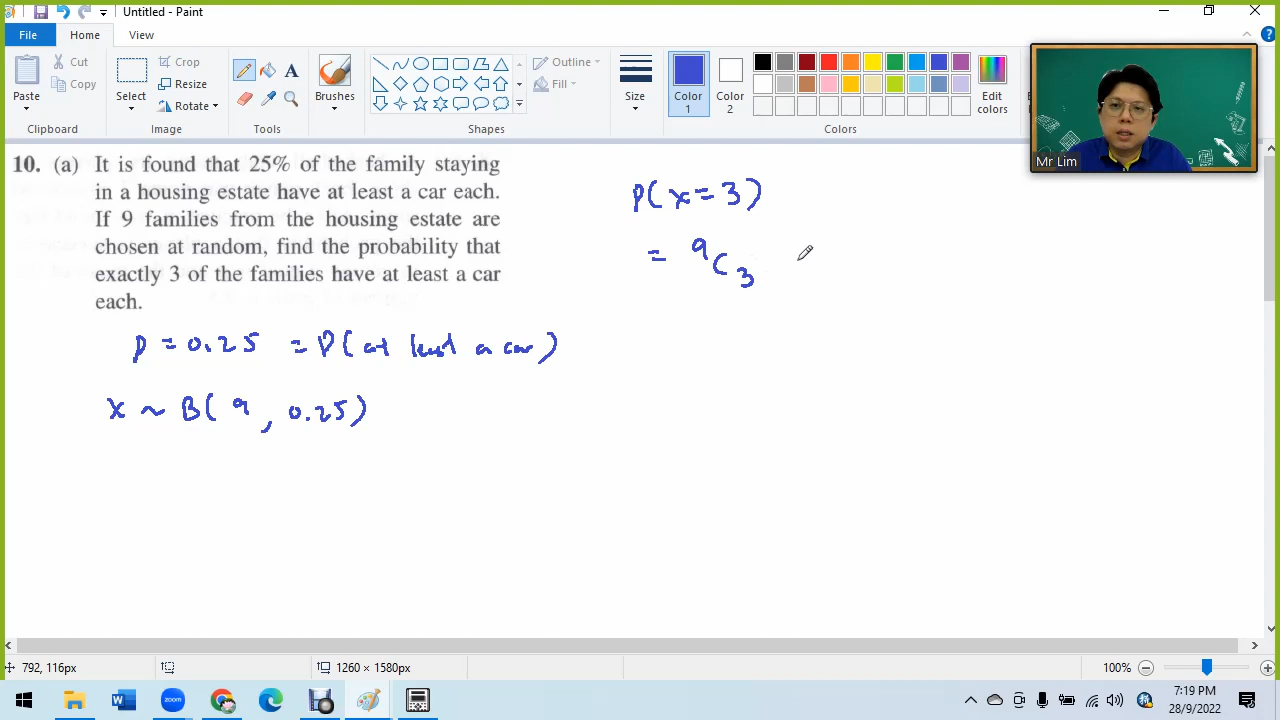 Untitled - Paint
File Home View
Paste
Cut
Copy
Clipboard
Select
Crop
Resize
Rotate
Image
A
Tools
Brushes
Outline
Fill
Shapes
Size
Color 1
Color 2
Edit colors
Colors
Mr Lim
10. (a) It is found that 25% of the family staying
in a housing estate have at least a car each.
If 9 families from the housing estate are
chosen at random, find the probability that
exactly 3 of the families have at least a car
each.
P = 0.25 = P(at least a car)
X ~ B(9, 0.25)
P(X = 3)
= ⁹C₃
792, 116px
1260 × 1580px
100%
zoom
7:19 PM
28/9/2022